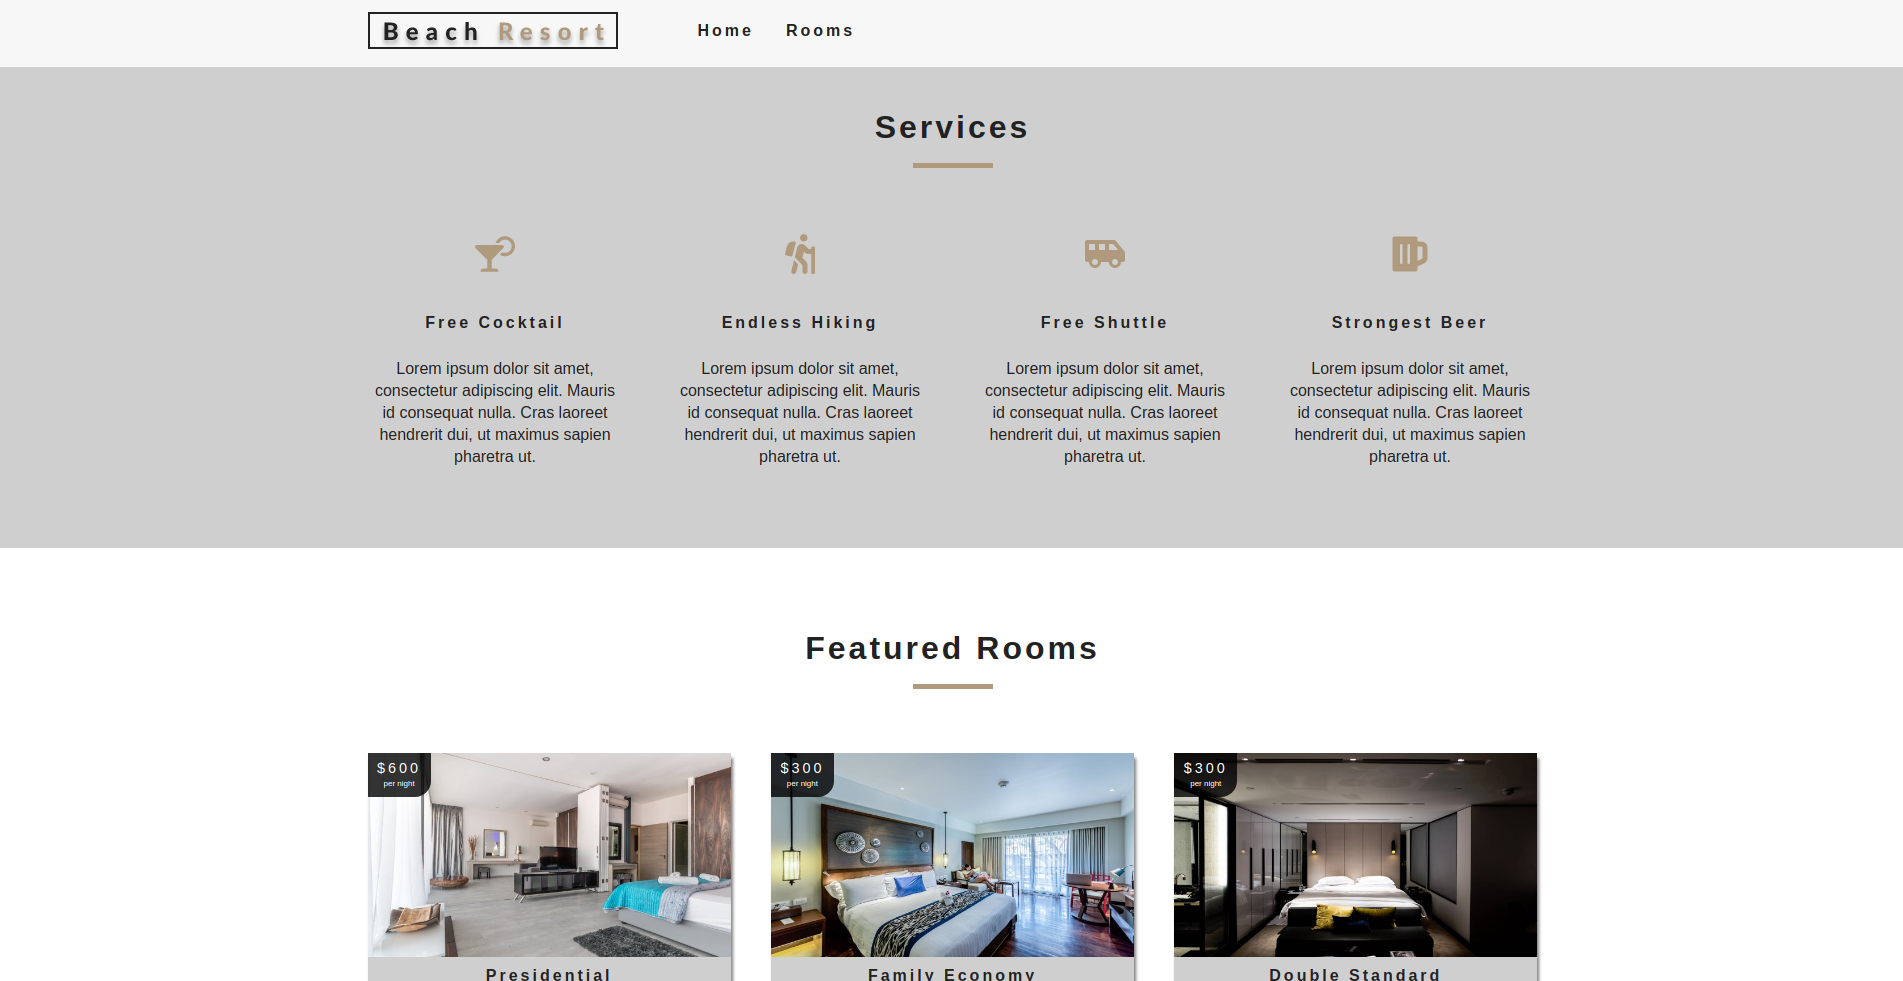 Beach Resort
Home
Rooms
Services
Free Cocktail
Lorem ipsum dolor sit amet,
consectetur adipiscing elit. Mauris
id consequat nulla. Cras laoreet
hendrerit dui, ut maximus sapien
pharetra ut.
Endless Hiking
Lorem ipsum dolor sit amet,
consectetur adipiscing elit. Mauris
id consequat nulla. Cras laoreet
hendrerit dui, ut maximus sapien
pharetra ut.
Free Shuttle
Lorem ipsum dolor sit amet,
consectetur adipiscing elit. Mauris
id consequat nulla. Cras laoreet
hendrerit dui, ut maximus sapien
pharetra ut.
Strongest Beer
Lorem ipsum dolor sit amet,
consectetur adipiscing elit. Mauris
id consequat nulla. Cras laoreet
hendrerit dui, ut maximus sapien
pharetra ut.
Featured Rooms
$600
per night
Presidential
$300
per night
Family Economy
$300
per night
Double Standard